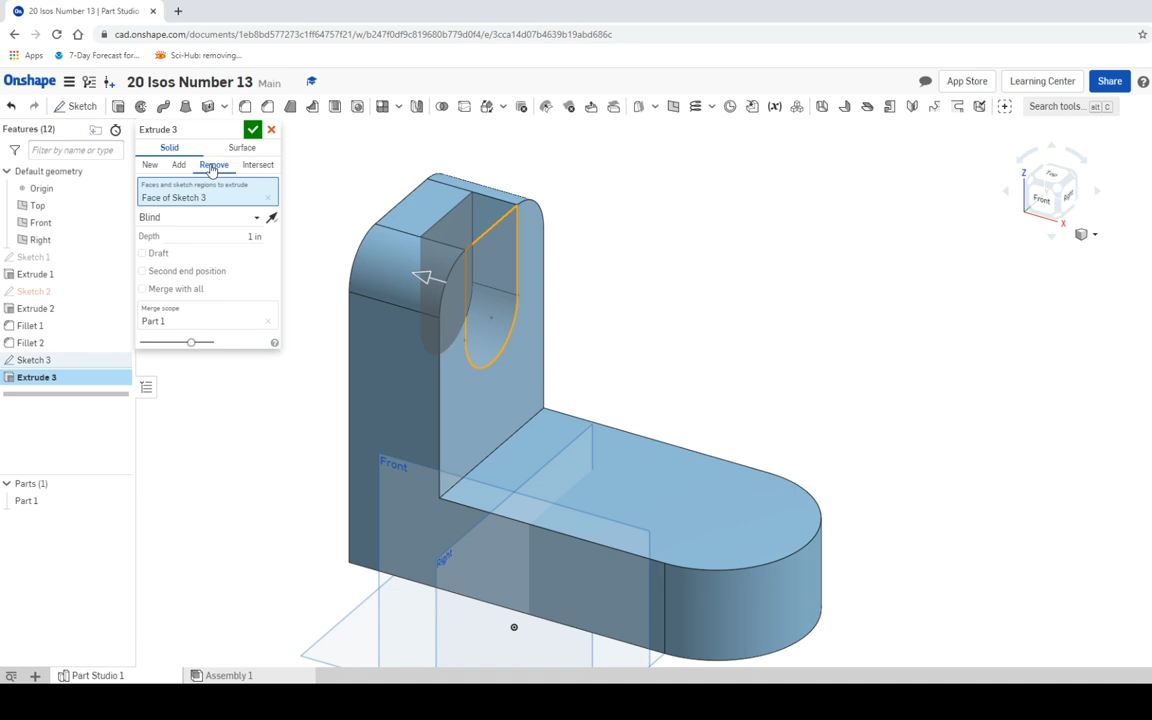 20 Isos Number 13 | Part Studio 1
cad.onshape.com/documents/1eb8bd577273c1ff64757f21/w/b247f0df9c819680b779d0f4/e/3cca14d07b4639b19abd686c
Apps 7-Day Forecast for... Sci-Hub: removing...
Onshape 20 Isos Number 13 Main App Store Learning Center Share
Sketch Search tools... alt C
Features (12)
Filter by name or type
Default geometry
Origin
Top
Front
Right
Sketch 1
Extrude 1
Sketch 2
Extrude 2
Fillet 1
Fillet 2
Sketch 3
Extrude 3
Parts (1)
Part 1
Extrude 3
Solid Surface
New Add Remove Intersect
Faces and sketch regions to extrude
Face of Sketch 3
Blind
Depth 1 in
Draft
Second end position
Merge with all
Merge scope
Part 1
Front
Right
Z
Top
Front
Right
X
Part Studio 1 Assembly 1